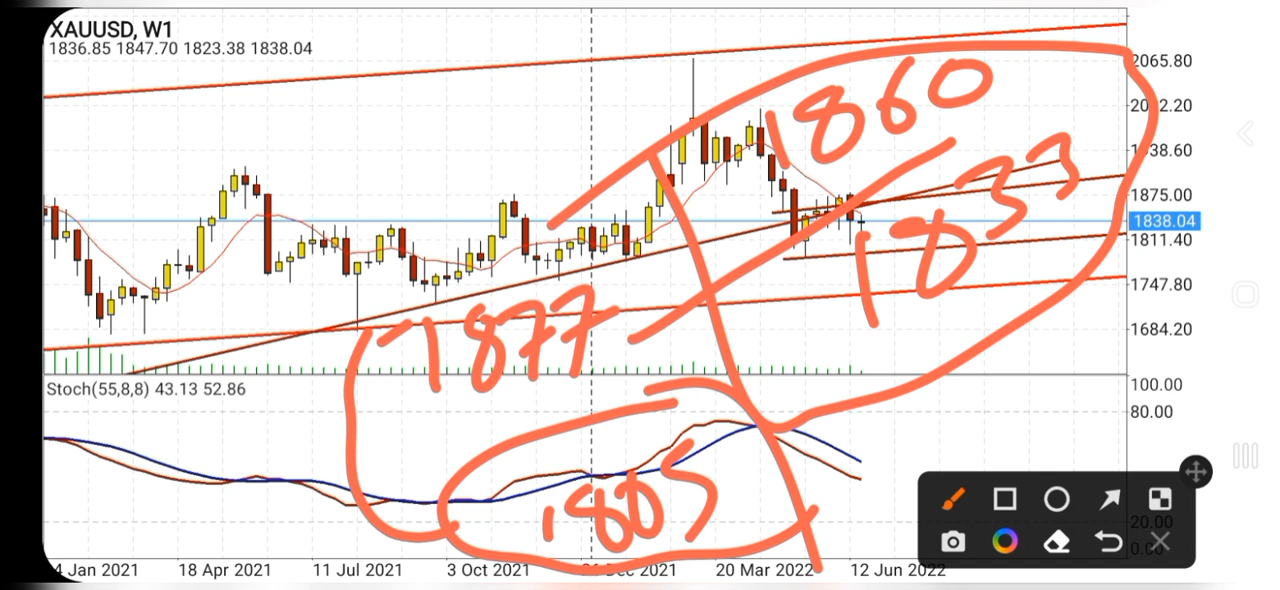 XAUUSD, W1
1836.85 1847.70 1823.38 1838.04
2065.80
1875.00
1838.04
1811.40
1747.80
1684.20
1860
1833
1877
1805
Stoch(55,8,8) 43.13 52.86
100.00
80.00
20.00
Jan 2021
18 Apr 2021
11 Jul 2021
3 Oct 2021
Dec 2021
20 Mar 2022
12 Jun 2022